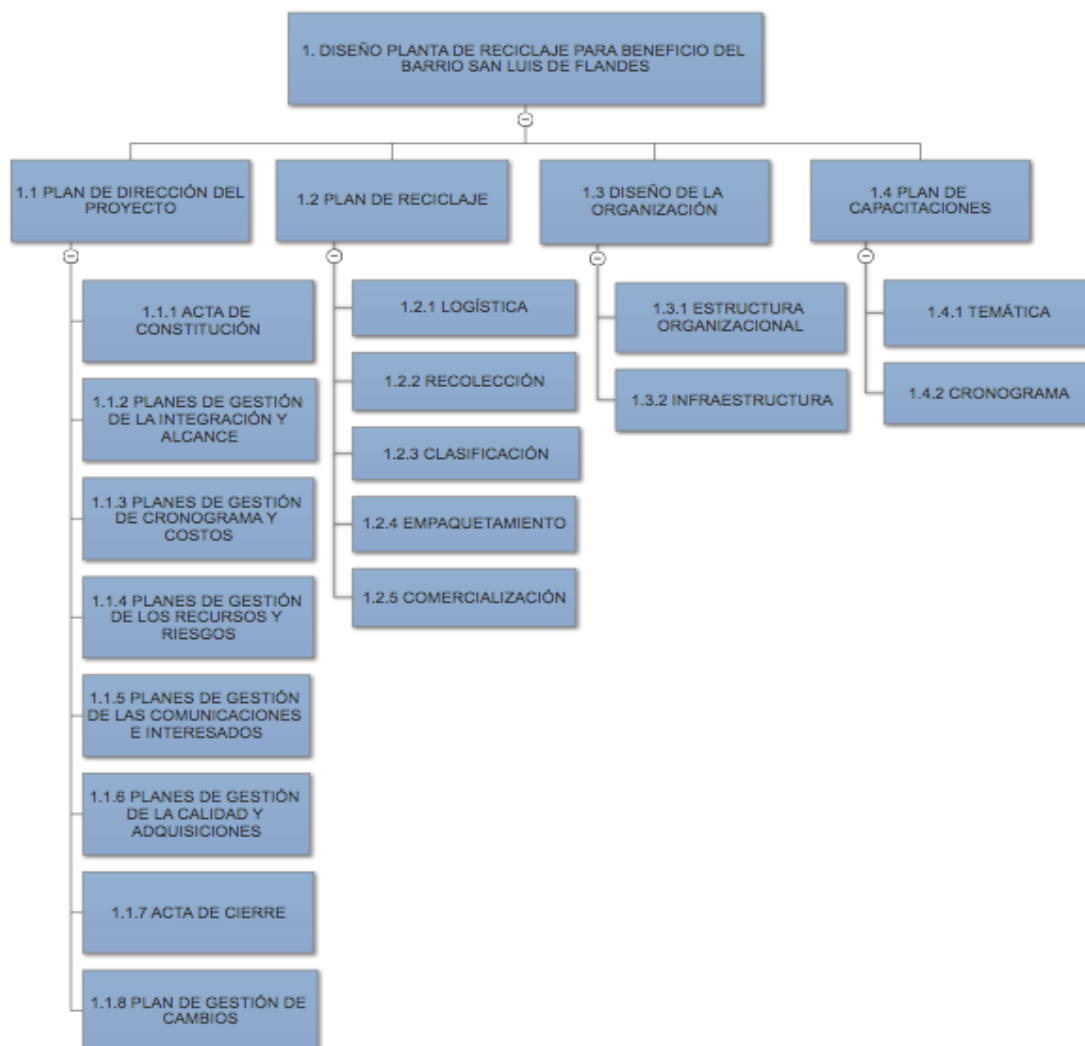 1. DISEÑO PLANTA DE RECICLAJE PARA BENEFICIO DEL
BARRIO SAN LUIS DE FLANDES
1.1 PLAN DE DIRECCIÓN DEL
PROYECTO
1.1.1 ACTA DE
CONSTITUCIÓN
1.1.2 PLANES DE GESTIÓN
DE LA INTEGRACIÓN Y
ALCANCE
1.1.3 PLANES DE GESTIÓN
DE CRONOGRAMA Y
COSTOS
1.1.4 PLANES DE GESTIÓN
DE LOS RECURSOS Y
RIESGOS
1.1.5 PLANES DE GESTIÓN
DE LAS COMUNICACIONES
E INTERESADOS
1.1.6 PLANES DE GESTIÓN
DE LA CALIDAD Y
ADQUISICIONES
1.1.7 ACTA DE CIERRE
1.1.8 PLAN DE GESTIÓN DE
CAMBIOS
1.2 PLAN DE RECICLAJE
1.2.1 LOGÍSTICA
1.2.2 RECOLECCIÓN
1.2.3 CLASIFICACIÓN
1.2.4 EMPAQUETAMIENTO
1.2.5 COMERCIALIZACIÓN
1.3 DISEÑO DE LA
ORGANIZACIÓN
1.3.1 ESTRUCTURA
ORGANIZACIONAL
1.3.2 INFRAESTRUCTURA
1.4 PLAN DE
CAPACITACIONES
1.4.1 TEMÁTICA
1.4.2 CRONOGRAMA